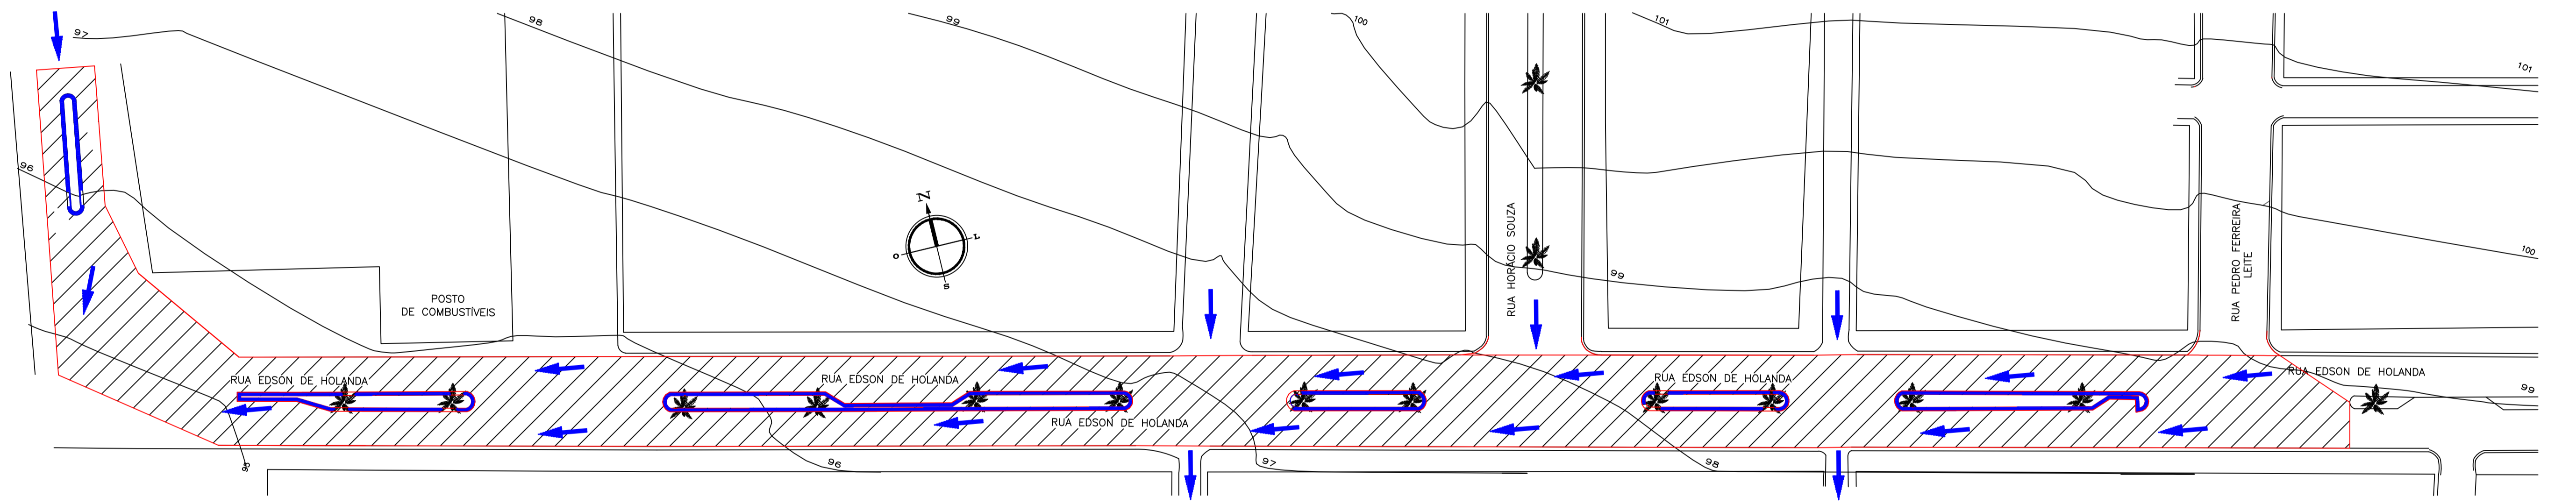 98
99
100
101
97
101
96
N
L
O
S
RUA HORÁCIO SOUZA
RUA PEDRO FERREIRA
LEITE
100
99
POSTO
DE COMBUSTÍVEIS
RUA EDSON DE HOLANDA
RUA EDSON DE HOLANDA
RUA EDSON DE HOLANDA
RUA EDSON DE HOLANDA
99
RUA EDSON DE HOLANDA
95
96
97
98